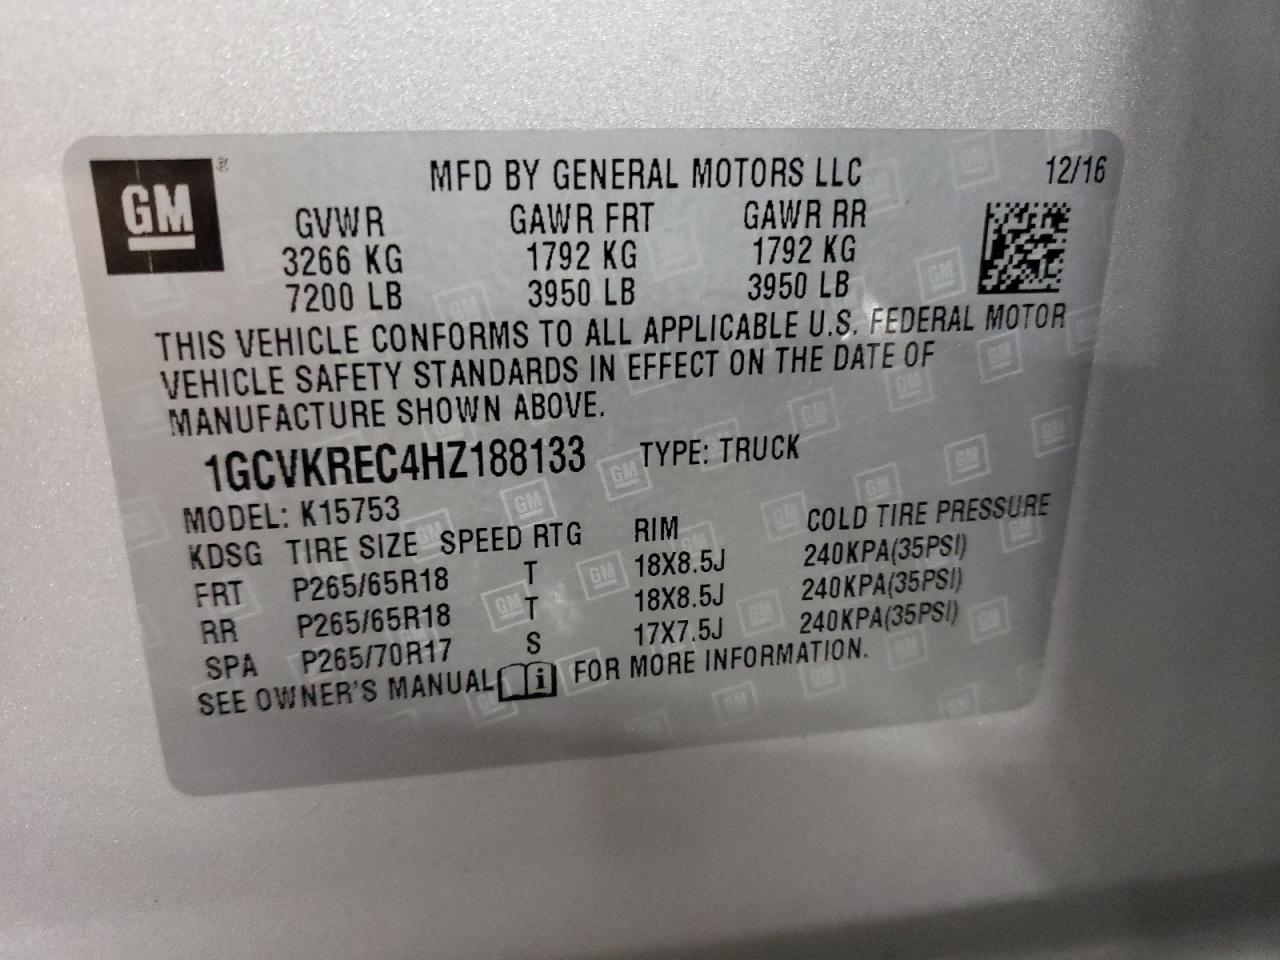 GM ®
MFD BY GENERAL MOTORS LLC 12/16
GVWR GAWR FRT GAWR RR
3266 KG 1792 KG 1792 KG
7200 LB 3950 LB 3950 LB
THIS VEHICLE CONFORMS TO ALL APPLICABLE U.S. FEDERAL MOTOR
VEHICLE SAFETY STANDARDS IN EFFECT ON THE DATE OF
MANUFACTURE SHOWN ABOVE.
1GCVKREC4HZ188133 TYPE: TRUCK
MODEL: K15753
KDSG TIRE SIZE SPEED RTG RIM COLD TIRE PRESSURE
FRT P265/65R18 T 18X8.5J 240KPA(35PSI)
RR P265/65R18 T 18X8.5J 240KPA(35PSI)
SPA P265/70R17 S 17X7.5J 240KPA(35PSI)
SEE OWNER'S MANUAL i FOR MORE INFORMATION.